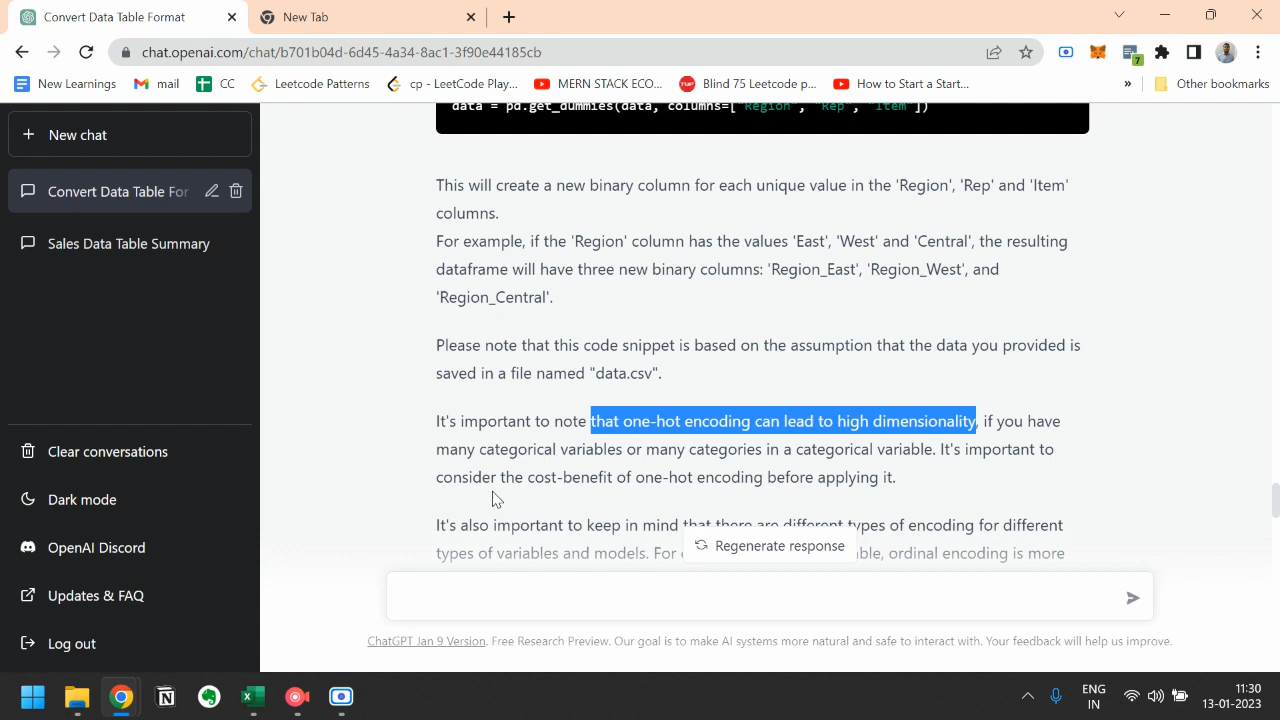 Convert Data Table Format
New Tab
chat.openai.com/chat/b701b04d-6d45-4a34-8ac1-3f90e44185cb
7
New Learnings
mail
CC
Leetcode Patterns
cp - LeetCode Play...
MERN STACK ECO...
Blind 75 Leetcode p...
How to Start a Start...
»
Other bookmarks
New chat
Convert Data Table For
Sales Data Table Summary
Clear conversations
Dark mode
OpenAI Discord
Updates & FAQ
Log out
data = pd.get_dummies(data, columns=["Region", "Rep", "Item"])
This will create a new binary column for each unique value in the 'Region', 'Rep' and 'Item'
columns.
For example, if the 'Region' column has the values 'East', 'West' and 'Central', the resulting
dataframe will have three new binary columns: 'Region_East', 'Region_West', and
'Region_Central'.
Please note that this code snippet is based on the assumption that the data you provided is
saved in a file named "data.csv".
It's important to note that one-hot encoding can lead to high dimensionality, if you have
many categorical variables or many categories in a categorical variable. It's important to
consider the cost-benefit of one-hot encoding before applying it.
It's also important to keep in mind that there are different types of encoding for different
types of variables and models. For able, ordinal encoding is more
Regenerate response
ChatGPT Jan 9 Version. Free Research Preview. Our goal is to make AI systems more natural and safe to interact with. Your feedback will help us improve.
ENG
IN
11:30
13-01-2023